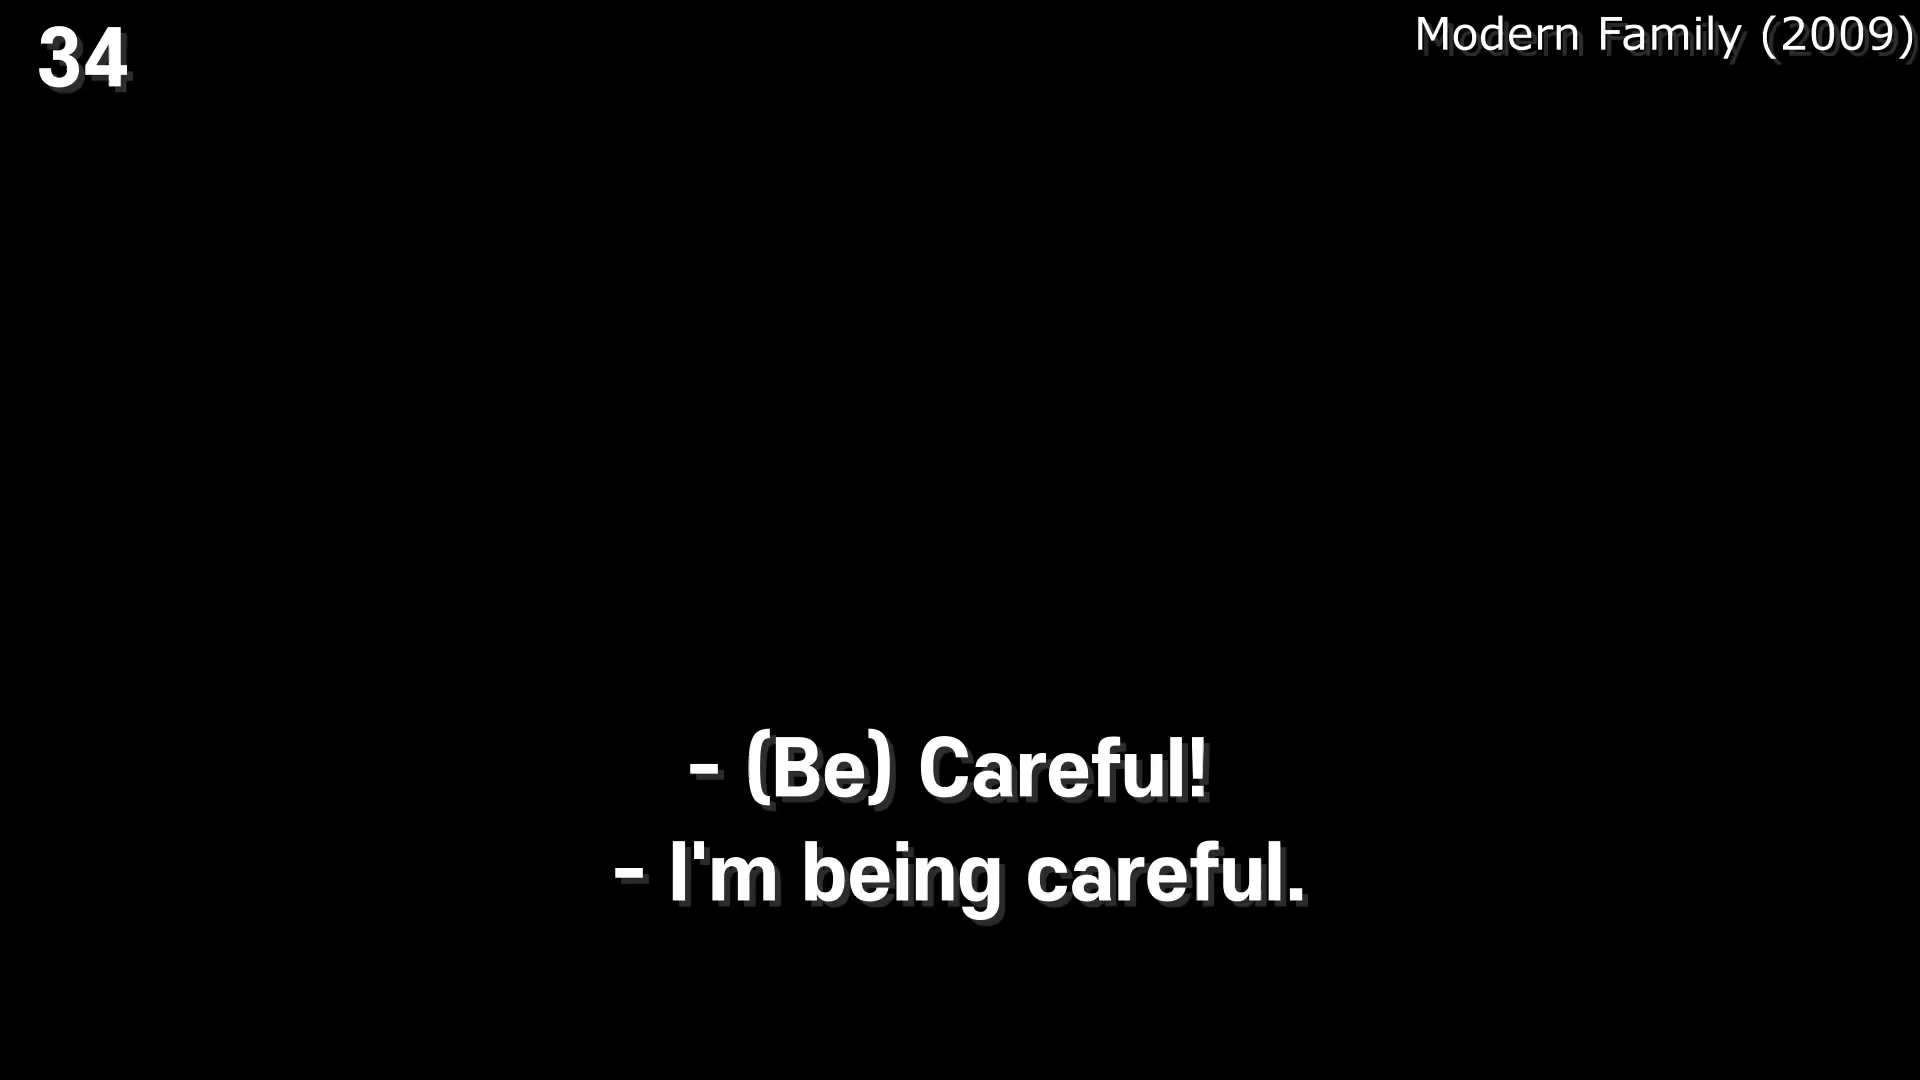 34
Modern Family (2009)
- (Be) Careful!
- I'm being careful.